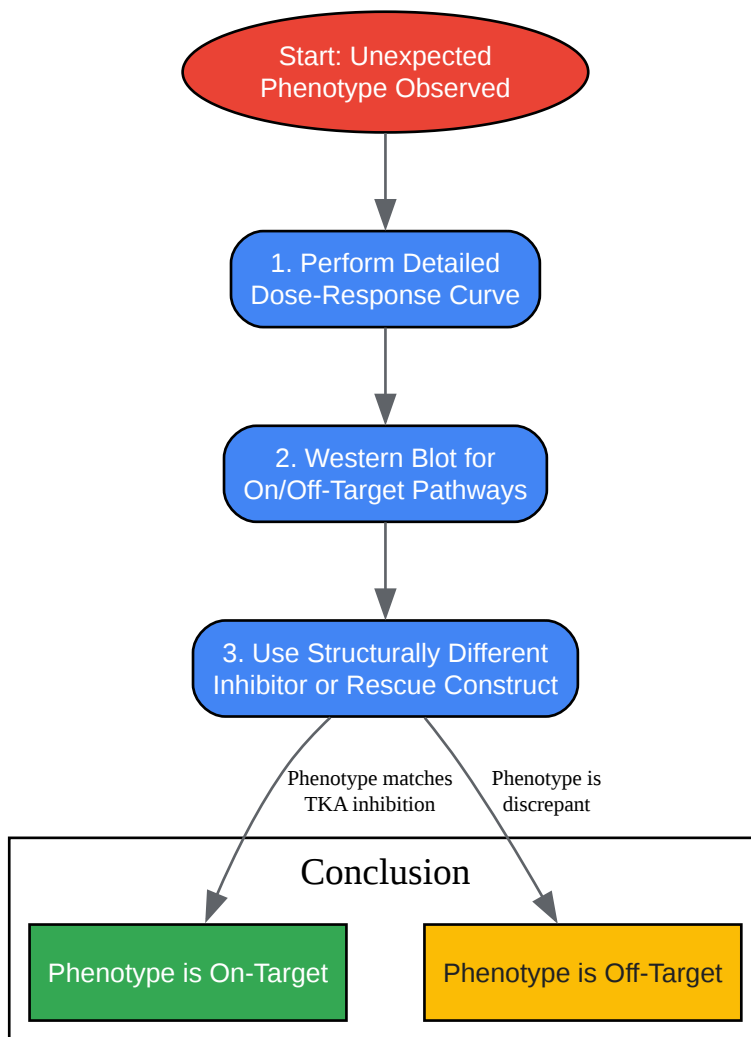 Start: Unexpected
Phenotype Observed
1. Perform Detailed
Dose-Response Curve
2. Western Blot for
On/Off-Target Pathways
3. Use Structurally Different
Inhibitor or Rescue Construct
Phenotype matches
TKA inhibition
Phenotype is
discrepant
Conclusion
Phenotype is On-Target
Phenotype is Off-Target